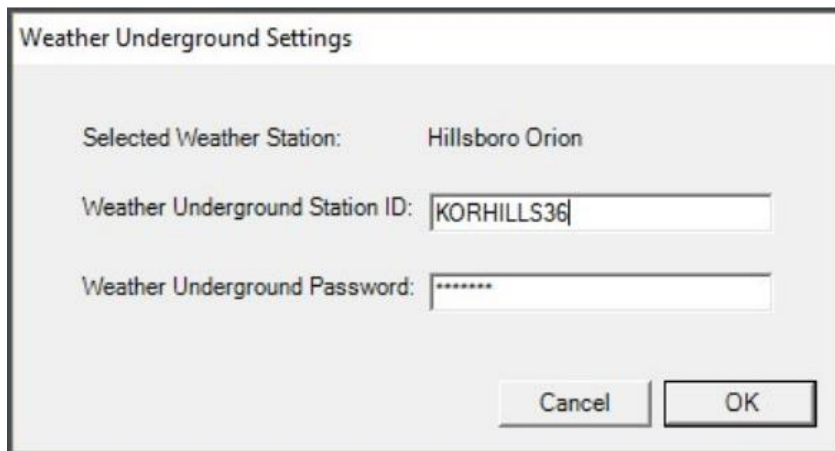 Weather Underground Settings
Selected Weather Station: Hillsboro Orion
Weather Underground Station ID: KORHILLS36
Weather Underground Password: *******
Cancel OK